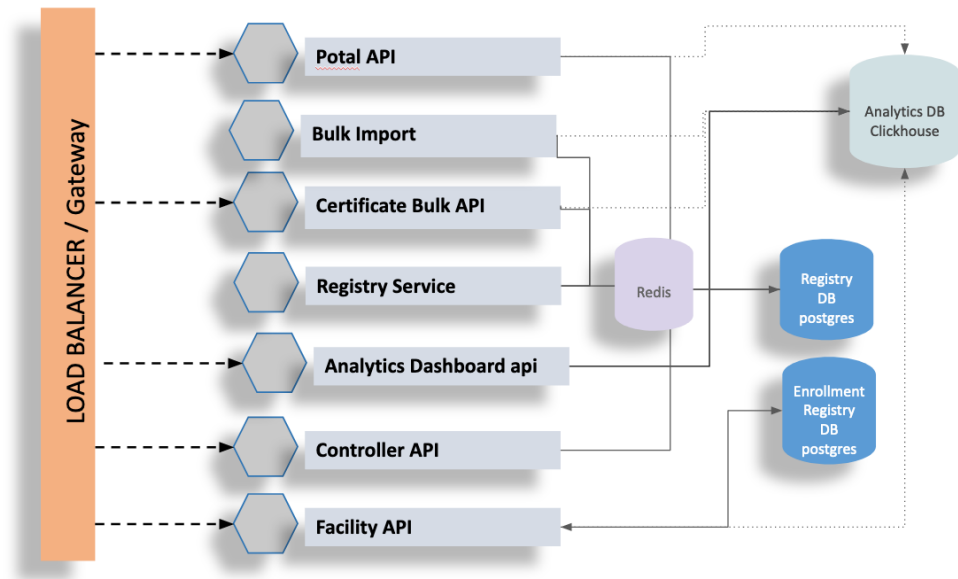 LOAD BALANCER / Gateway
Potal API
Bulk Import
Certificate Bulk API
Registry Service
Analytics Dashboard api
Controller API
Facility API
Redis
Analytics DB
Clickhouse
Registry
DB
postgres
Enrollment
Registry
DB
postgres